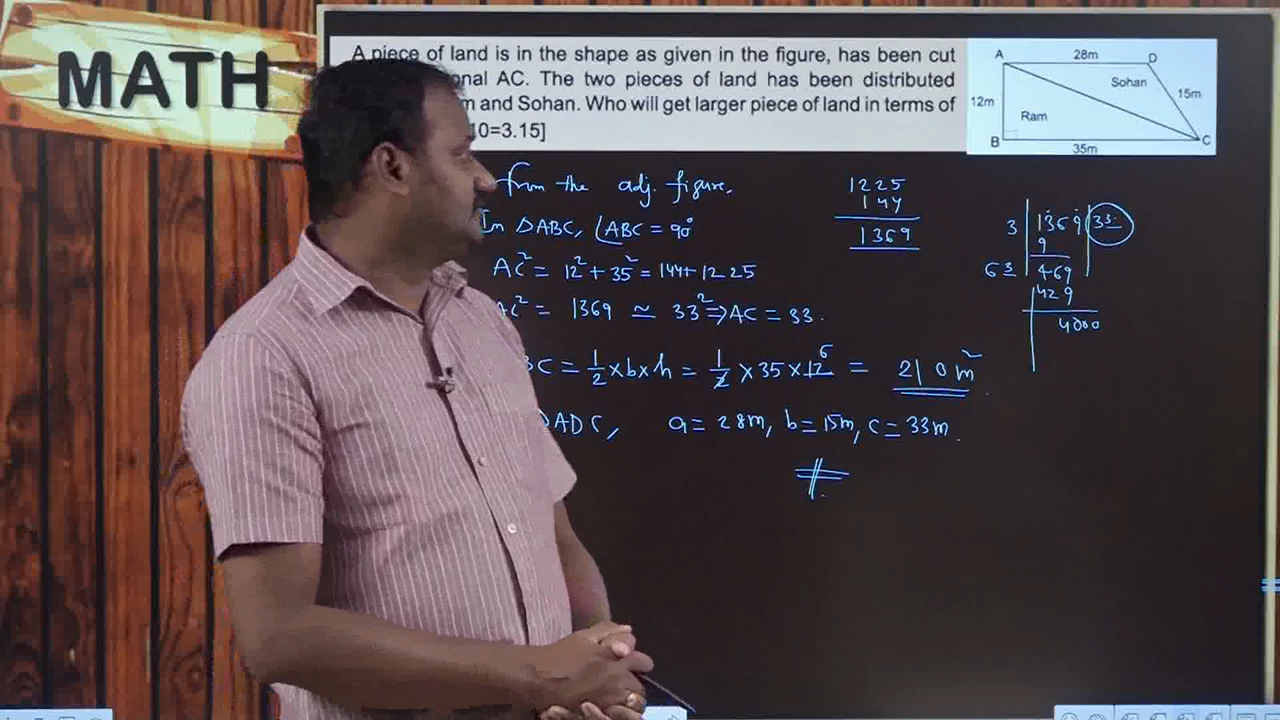 MATH
A piece of land is in the shape as given in the figure, has been cut
onal AC. The two pieces of land has been distributed
m and Sohan. Who will get larger piece of land in terms of
10=3.15]
A 28m D
Sohan
12m 15m
Ram
B 35m C
from the adj. figure,
In ΔABC, ∠ABC = 90°
AC² = 12² + 35² = 144 + 1225
AC² = 1369 ≃ 33² ⇒ AC = 33.
BC = 1/2 × b × h = 1/2 × 35 × 12 6 = 210 m²
ΔADC, a = 28m, b = 15m, c = 33m.
1225
144
1369
3 1369 33
9
63 469
429
4000